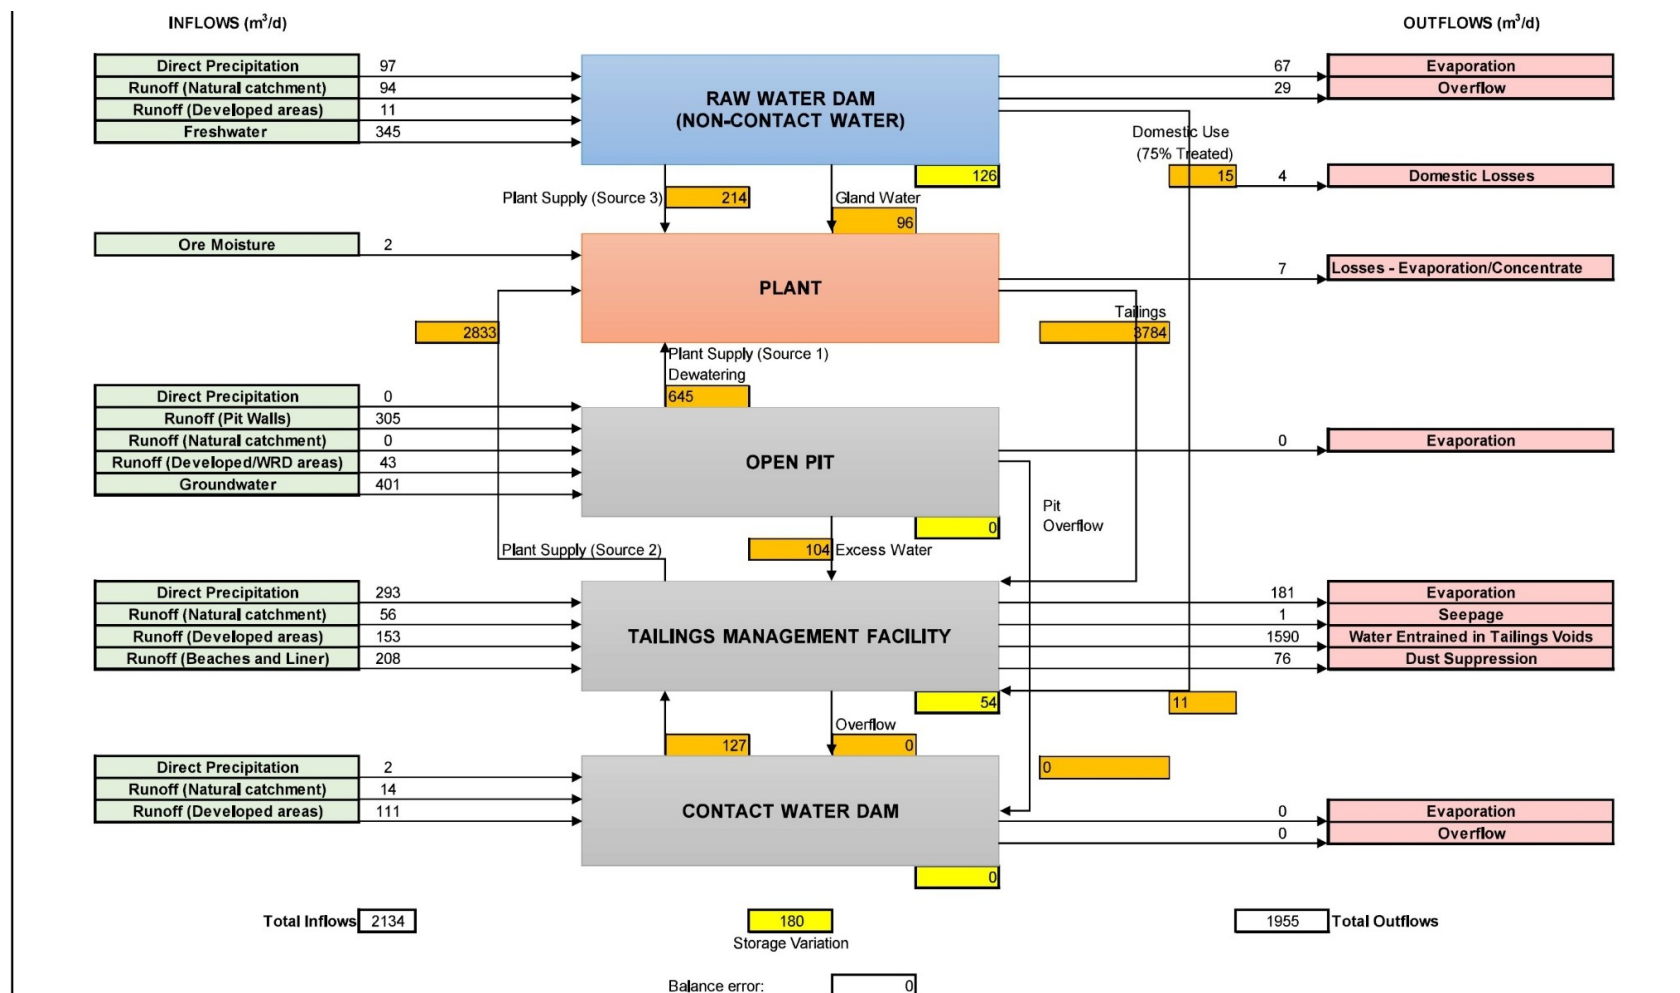 INFLOWS (m³/d)
OUTFLOWS (m³/d)
Direct Precipitation 97
Runoff (Natural catchment) 94
Runoff (Developed areas) 11
Freshwater 345
RAW WATER DAM
(NON-CONTACT WATER)
67 Evaporation
29 Overflow
Domestic Use
(75% Treated)
126
15
4 Domestic Losses
Plant Supply (Source 3)
214
Gland Water
96
Ore Moisture 2
PLANT
7 Losses - Evaporation/Concentrate
2833
Tailings
3784
Plant Supply (Source 1)
Dewatering
645
Direct Precipitation 0
Runoff (Pit Walls) 305
Runoff (Natural catchment) 0
Runoff (Developed/WRD areas) 43
Groundwater 401
OPEN PIT
0 Evaporation
0
Pit
Overflow
Plant Supply (Source 2)
104 Excess Water
Direct Precipitation 293
Runoff (Natural catchment) 56
Runoff (Developed areas) 153
Runoff (Beaches and Liner) 208
TAILINGS MANAGEMENT FACILITY
181 Evaporation
1 Seepage
1590 Water Entrained in Tailings Voids
76 Dust Suppression
54
11
127
Overflow
0
Direct Precipitation 2
Runoff (Natural catchment) 14
Runoff (Developed areas) 111
CONTACT WATER DAM
0
0 Evaporation
0 Overflow
0
Total Inflows 2134
180
Storage Variation
1955 Total Outflows
Balance error: 0